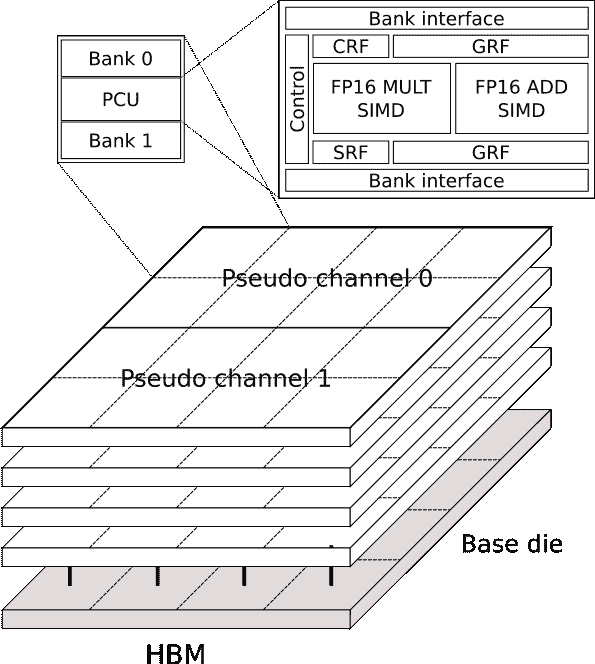 Bank interface
CRF
GRF
Control
FP16 MULT
SIMD
FP16 ADD
SIMD
SRF
GRF
Bank interface
Bank 0
PCU
Bank 1
Pseudo channel 0
Pseudo channel 1
Base die
HBM